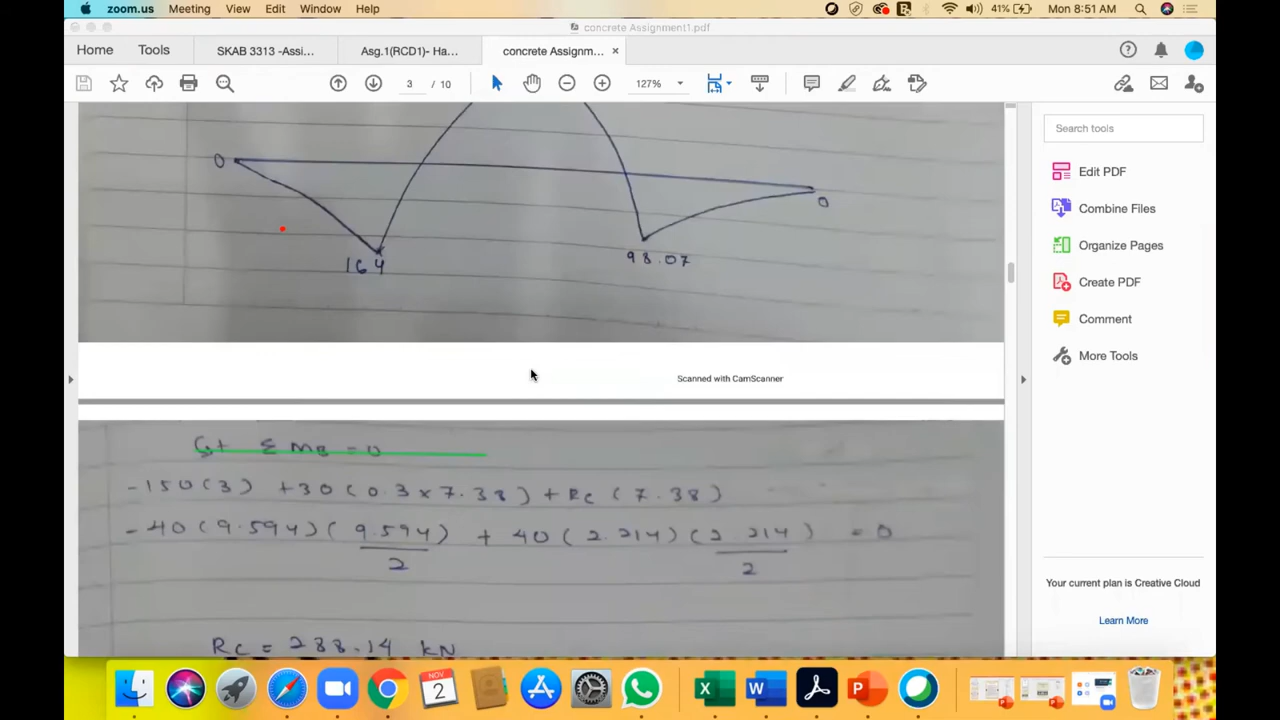 zoom.us Meeting View Edit Window Help 41% Mon 8:51 AM
concrete Assignment1.pdf
Home Tools SKAB 3313 -Assi... Asg.1(RCD1)- Ha... concrete Assignm... ×
3 / 10 127%
Search tools
Edit PDF
Combine Files
Organize Pages
Create PDF
Comment
More Tools
0
0
164
98.07
Scanned with CamScanner
Σ MB = 0
-150(3) +30(0.3 x 7.38) + Rc (7.38)
-40(9.594)(9.594/2) + 40(2.214)(2.214/2) = 0
Rc = 288.14 kN
Your current plan is Creative Cloud
Learn More
NOV
2
X W P